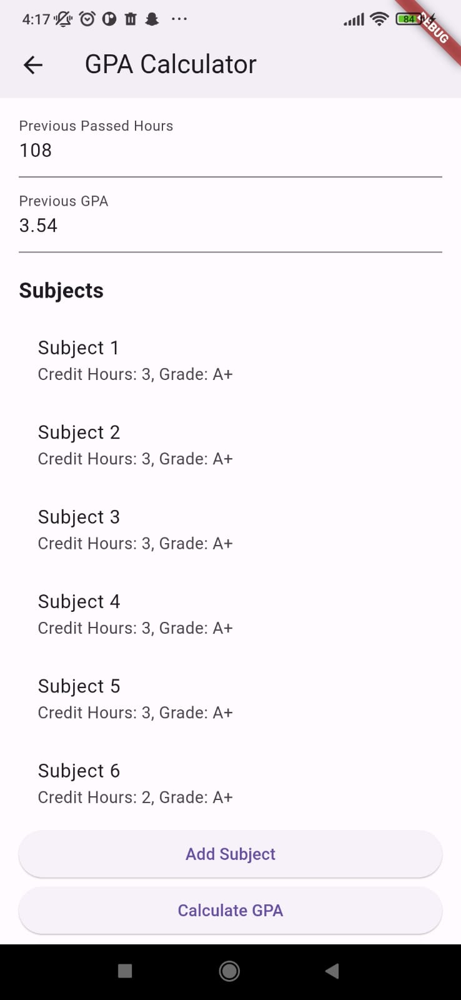 4:17
84
DEBUG
GPA Calculator
Previous Passed Hours
108
Previous GPA
3.54
Subjects
Subject 1
Credit Hours: 3, Grade: A+
Subject 2
Credit Hours: 3, Grade: A+
Subject 3
Credit Hours: 3, Grade: A+
Subject 4
Credit Hours: 3, Grade: A+
Subject 5
Credit Hours: 3, Grade: A+
Subject 6
Credit Hours: 2, Grade: A+
Add Subject
Calculate GPA